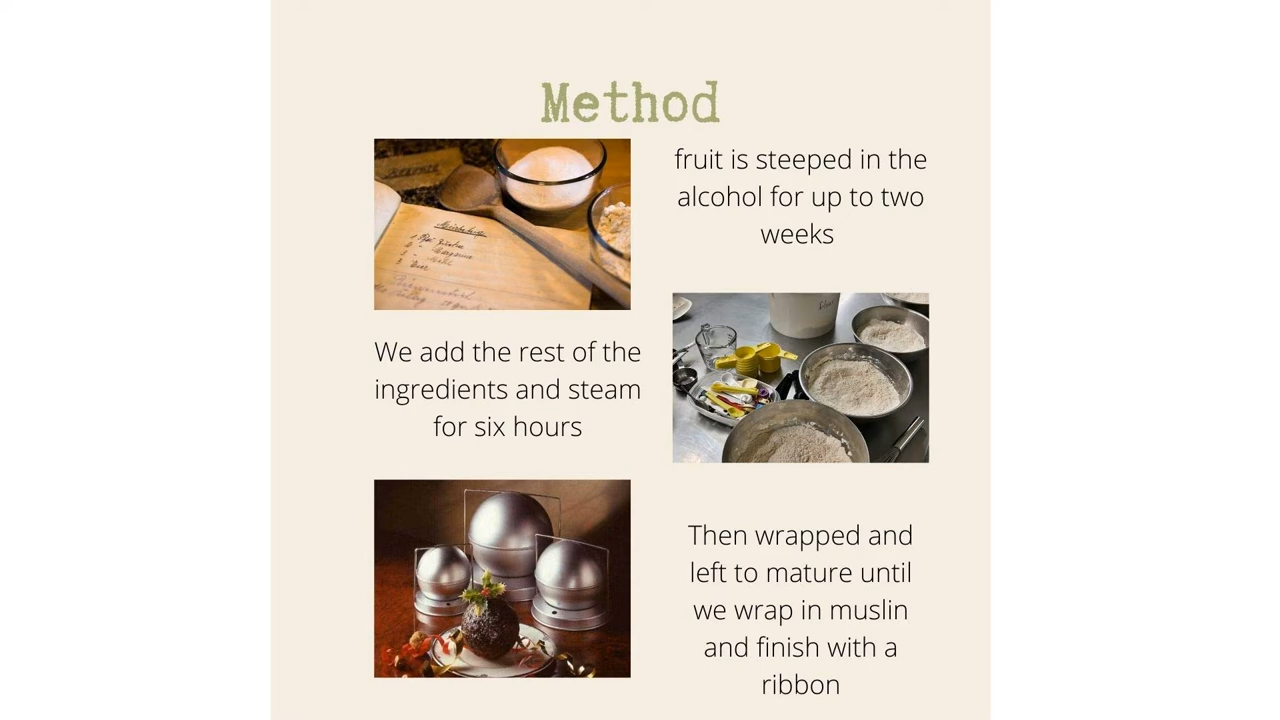 Method
fruit is steeped in the
alcohol for up to two
weeks
We add the rest of the
ingredients and steam
for six hours
Then wrapped and
left to mature until
we wrap in muslin
and finish with a
ribbon